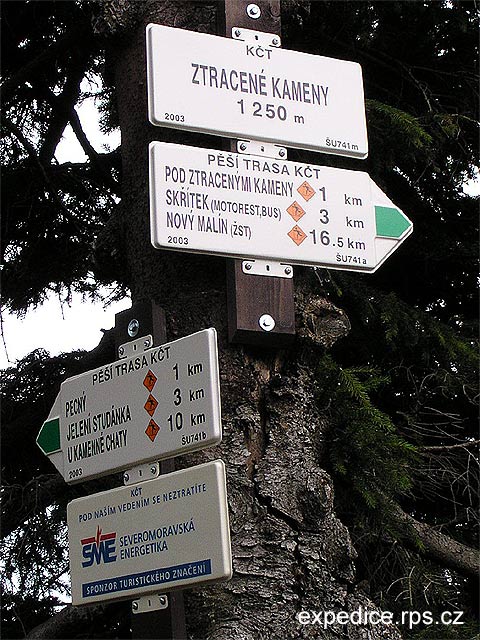 KČT
ZTRACENÉ KAMENY
1 250 m
2003 ŠU741m
PĚŠÍ TRASA KČT
POD ZTRACENÝMI KAMENY 1 km
SKŘÍTEK (MOTOREST,BUS) 3 km
NOVÝ MALÍN (ŽST) 16.5 km
2003 ŠU741a
PĚŠÍ TRASA KČT
PECNÝ 1 km
JELENÍ STUDÁNKA 3 km
U KAMENNÉ CHATY 10 km
2003 ŠU741b
KČT
POD NAŠÍM VEDENÍM SE NEZTRATÍTE
SME SEVEROMORAVSKÁ
ENERGETIKA
SPONZOR TURISTICKÉHO ZNAČENÍ
expedice.rps.cz